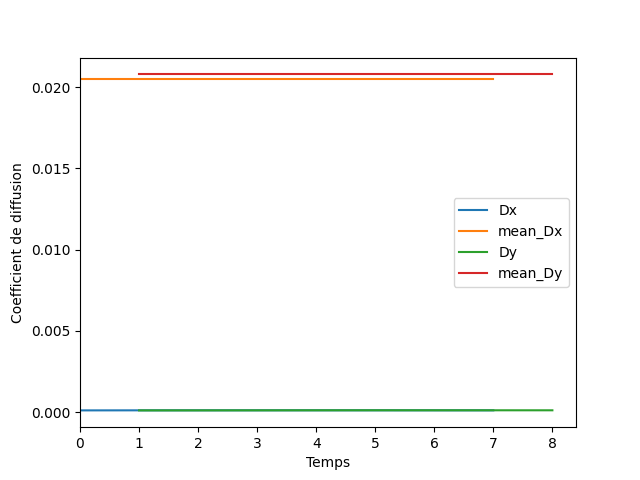 0.020
0.015
0.010
0.005
0.000
Coefficient de diffusion
Dx
mean_Dx
Dy
mean_Dy
0 1 2 3 4 5 6 7 8
Temps